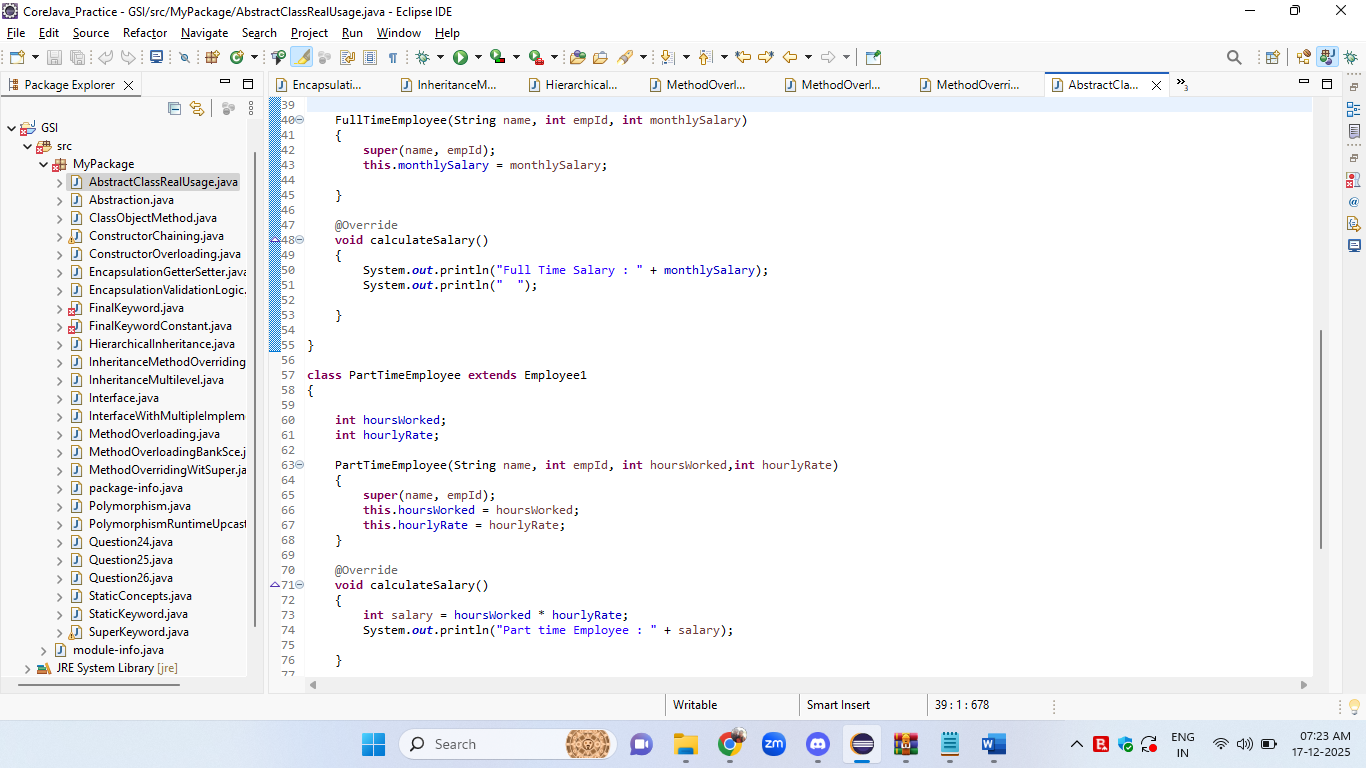 CoreJava_Practice - GSI/src/MyPackage/AbstractClassRealUsage.java - Eclipse IDE
File Edit Source Refactor Navigate Search Project Run Window Help
Package Explorer
Encapsulati...
InheritanceM...
Hierarchical...
MethodOverl...
MethodOverl...
MethodOverri...
AbstractCla...
»3
GSI
src
MyPackage
AbstractClassRealUsage.java
Abstraction.java
ClassObjectMethod.java
ConstructorChaining.java
ConstructorOverloading.java
EncapsulationGetterSetter.java
EncapsulationValidationLogic.
FinalKeyword.java
FinalKeywordConstant.java
HierarchicalInheritance.java
InheritanceMethodOverriding
InheritanceMultilevel.java
Interface.java
InterfaceWithMultipleImplem
MethodOverloading.java
MethodOverloadingBankSce.j
MethodOverridingWitSuper.ja
package-info.java
Polymorphism.java
PolymorphismRuntimeUpcast
Question24.java
Question25.java
Question26.java
StaticConcepts.java
StaticKeyword.java
SuperKeyword.java
module-info.java
JRE System Library [jre]
39
40 FullTimeEmployee(String name, int empId, int monthlySalary)
41 {
42 super(name, empId);
43 this.monthlySalary = monthlySalary;
44
45 }
46
47 @Override
48 void calculateSalary()
49 {
50 System.out.println("Full Time Salary : " + monthlySalary);
51 System.out.println("  ");
52
53 }
54
55 }
56
57 class PartTimeEmployee extends Employee1
58 {
59
60 int hoursWorked;
61 int hourlyRate;
62
63 PartTimeEmployee(String name, int empId, int hoursWorked,int hourlyRate)
64 {
65 super(name, empId);
66 this.hoursWorked = hoursWorked;
67 this.hourlyRate = hourlyRate;
68 }
69
70 @Override
71 void calculateSalary()
72 {
73 int salary = hoursWorked * hourlyRate;
74 System.out.println("Part time Employee : " + salary);
75
76 }
77
Writable
Smart Insert
39 : 1 : 678
Search
zm
W
ENG
IN
07:23 AM
17-12-2025